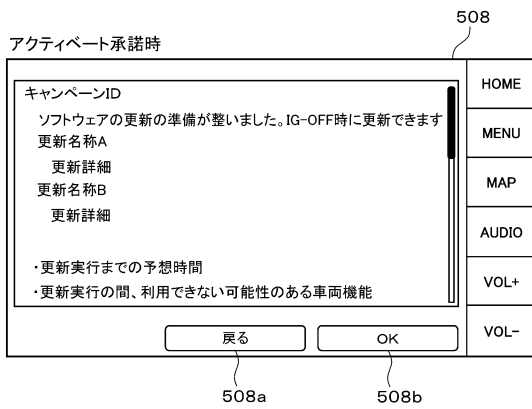 508
アクティベート承諾時
キャンペーンID
ソフトウェアの更新の準備が整いました。IG-OFF時に更新できます
更新名称A
更新詳細
更新名称B
更新詳細
・更新実行までの予想時間
・更新実行の間、利用できない可能性のある車両機能
戻る
OK
HOME
MENU
MAP
AUDIO
VOL+
VOL-
508a
508b